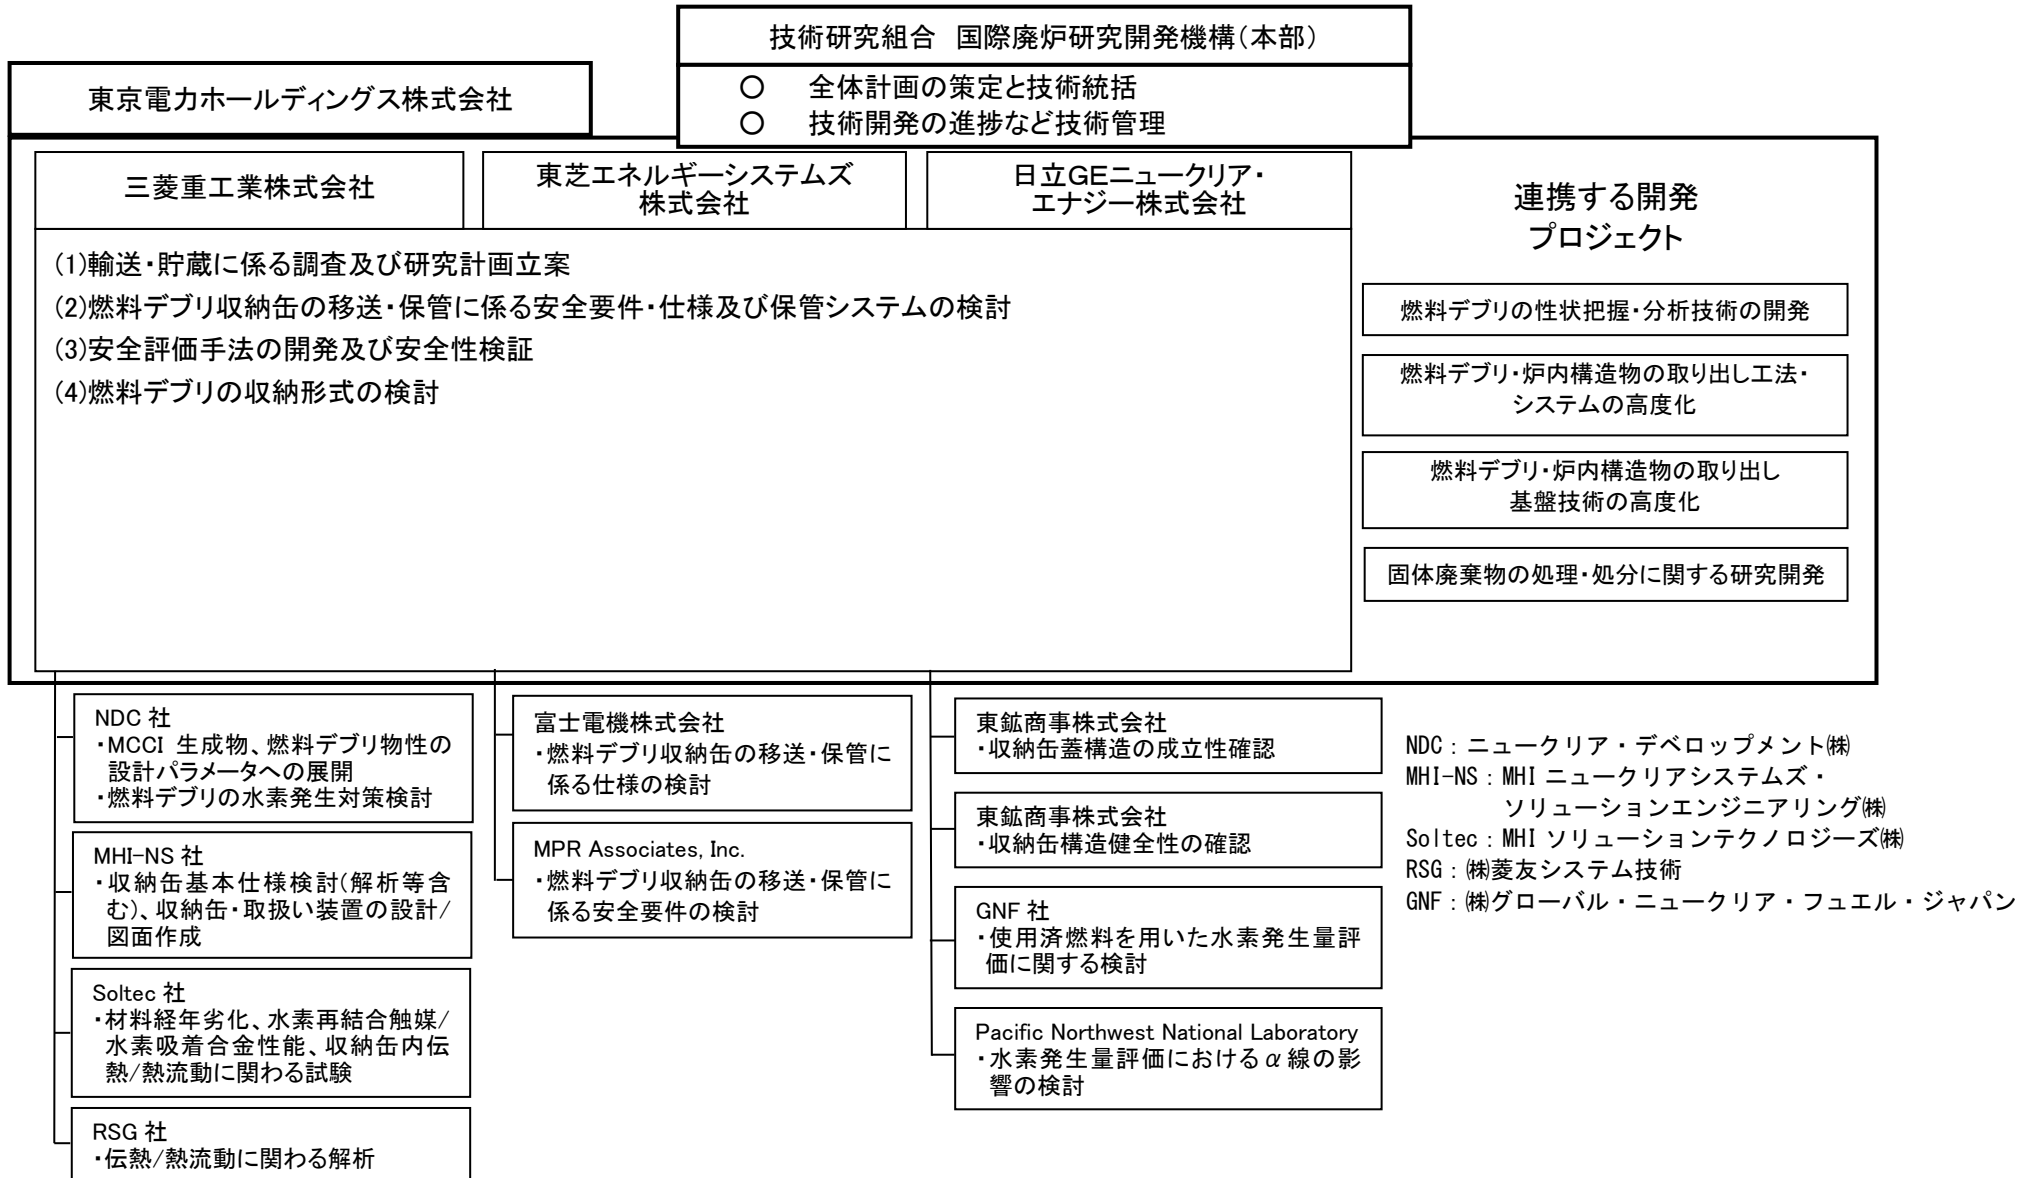 技術研究組合 国際廃炉研究開発機構(本部)
○ 全体計画の策定と技術統括
○ 技術開発の進捗など技術管理
東京電力ホールディングス株式会社
三菱重工業株式会社
東芝エネルギーシステムズ
株式会社
日立GEニュークリア・
エナジー株式会社
(1)輸送・貯蔵に係る調査及び研究計画立案
(2)燃料デブリ収納缶の移送・保管に係る安全要件・仕様及び保管システムの検討
(3)安全評価手法の開発及び安全性検証
(4)燃料デブリの収納形式の検討
連携する開発
プロジェクト
燃料デブリの性状把握・分析技術の開発
燃料デブリ・炉内構造物の取り出し工法・
システムの高度化
燃料デブリ・炉内構造物の取り出し
基盤技術の高度化
固体廃棄物の処理・処分に関する研究開発
NDC 社
・MCCI 生成物、燃料デブリ物性の
設計パラメータへの展開
・燃料デブリの水素発生対策検討
MHI-NS 社
・収納缶基本仕様検討(解析等含
む)、収納缶・取扱い装置の設計/
図面作成
Soltec 社
・材料経年劣化、水素再結合触媒/
水素吸着合金性能、収納缶内伝
熱/熱流動に関わる試験
RSG 社
・伝熱/熱流動に関わる解析
富士電機株式会社
・燃料デブリ収納缶の移送・保管に
係る仕様の検討
MPR Associates, Inc.
・燃料デブリ収納缶の移送・保管に
係る安全要件の検討
東鉱商事株式会社
・収納缶蓋構造の成立性確認
東鉱商事株式会社
・収納缶構造健全性の確認
GNF 社
・使用済燃料を用いた水素発生量評
価に関する検討
Pacific Northwest National Laboratory
・水素発生量評価におけるα線の影
響の検討
NDC：ニュークリア・デベロップメント㈱
MHI-NS：MHI ニュークリアシステムズ・
ソリューションエンジニアリング㈱
Soltec：MHI ソリューションテクノロジーズ㈱
RSG：㈱菱友システム技術
GNF：㈱グローバル・ニュークリア・フュエル・ジャパン